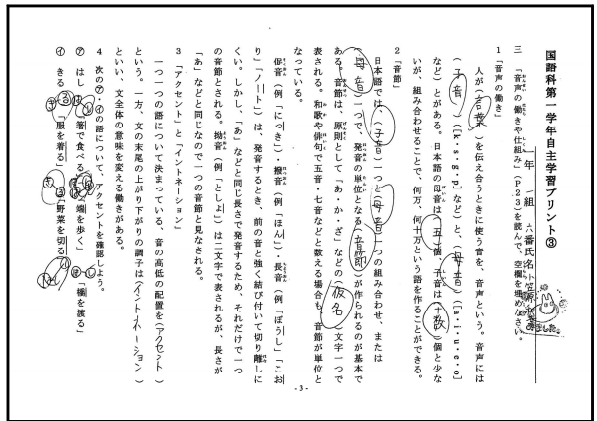 国語科第一学年自主学習プリント③
年 一組 六番氏名
三 「音声の働きや仕組み」（P23）を読んで、空欄を埋めなさい。
1 「音声の働き」
人が（言葉）を伝え合うときに使う音を、音声という。音声には
（子音）（[k・s・g・p]など）と、（母音）（[a・i・u・e・o]
など）とがある。日本語の母音は（五）個、子音は（十数）個と少な
いが、組み合わせることで、何万、何十万という語を作ることができる。
2 「音節」
日本語では、（子音）一つと（母音）一つの組み合わせ、または
（母音）一つで、発音の単位となる（音節）が作られるのが基本で
ある。音節は、原則として「あ・か・ざ」などの（仮名）文字一つで
表される。和歌や俳句で五音・七音などと数える場合も、音節が単位と
なっている。
促音（例「にっき」）・撥音（例「ほん」）・長音（例「ぼうし」「こお
り」「ノート」）は、発音するとき、前の音と強く結び付いて切り離しに
くい。しかし、「あ」などと同じ長さで発音するため、それだけで一つ
の音節とされる。拗音（例「としょ」）は二文字で表されるが、長さが
「あ」などと同じなので一つの音節と見なされる。
3 「アクセント」と「イントネーション」
一つ一つの語について決まっている、音の高低の配置を（アクセント）
という。一方、文の末尾の上がり下がりの調子は（イントネーション）
といい、文全体の意味を変える働きがある。
4 次の㋐・㋑の語について、アクセントを確認しよう。
㋐ はし 「箸で食べる」 「端を歩く」 「橋を渡る」
㋑ きる 「服を着る」 「野菜を切る」
- 3 -